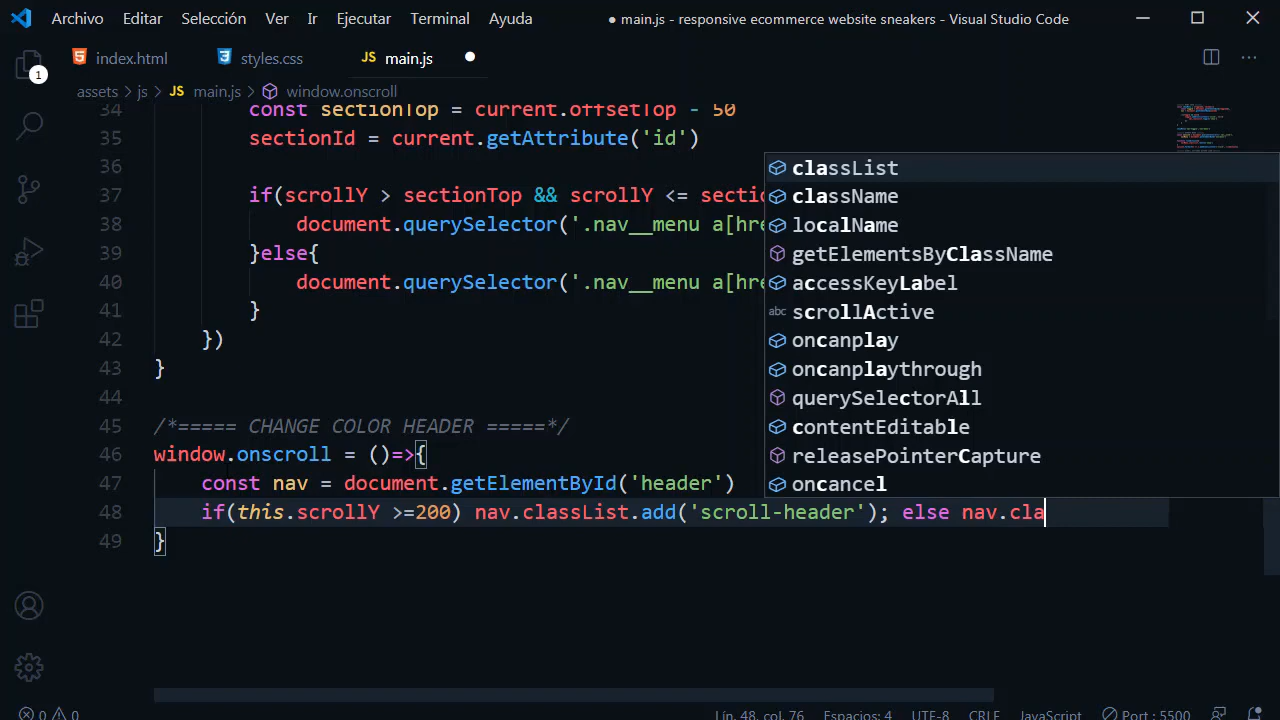 Archivo Editar Selección Ver Ir Ejecutar Terminal Ayuda ● main.js - responsive ecommerce website sneakers - Visual Studio Code
index.html styles.css JS main.js
assets > js > JS main.js > window.onscroll
34 const sectionTop = current.offsetTop - 50
35 sectionId = current.getAttribute('id')
36
37 if(scrollY > sectionTop && scrollY <= sectio
38 document.querySelector('.nav__menu a[hre
39 }else{
40 document.querySelector('.nav__menu a[hre
41 }
42 })
43 }
44
45 /*===== CHANGE COLOR HEADER =====*/
46 window.onscroll = ()=>{
47 const nav = document.getElementById('header')
48 if(this.scrollY >=200) nav.classList.add('scroll-header'); else nav.cla
49 }
classList
className
localName
getElementsByClassName
accessKeyLabel
abc scrollActive
oncanplay
oncanplaythrough
querySelectorAll
contentEditable
releasePointerCapture
oncancel
1
0 0 Lín. 48, col. 76 Espacios: 4 UTF-8 CRLF JavaScript Port : 5500